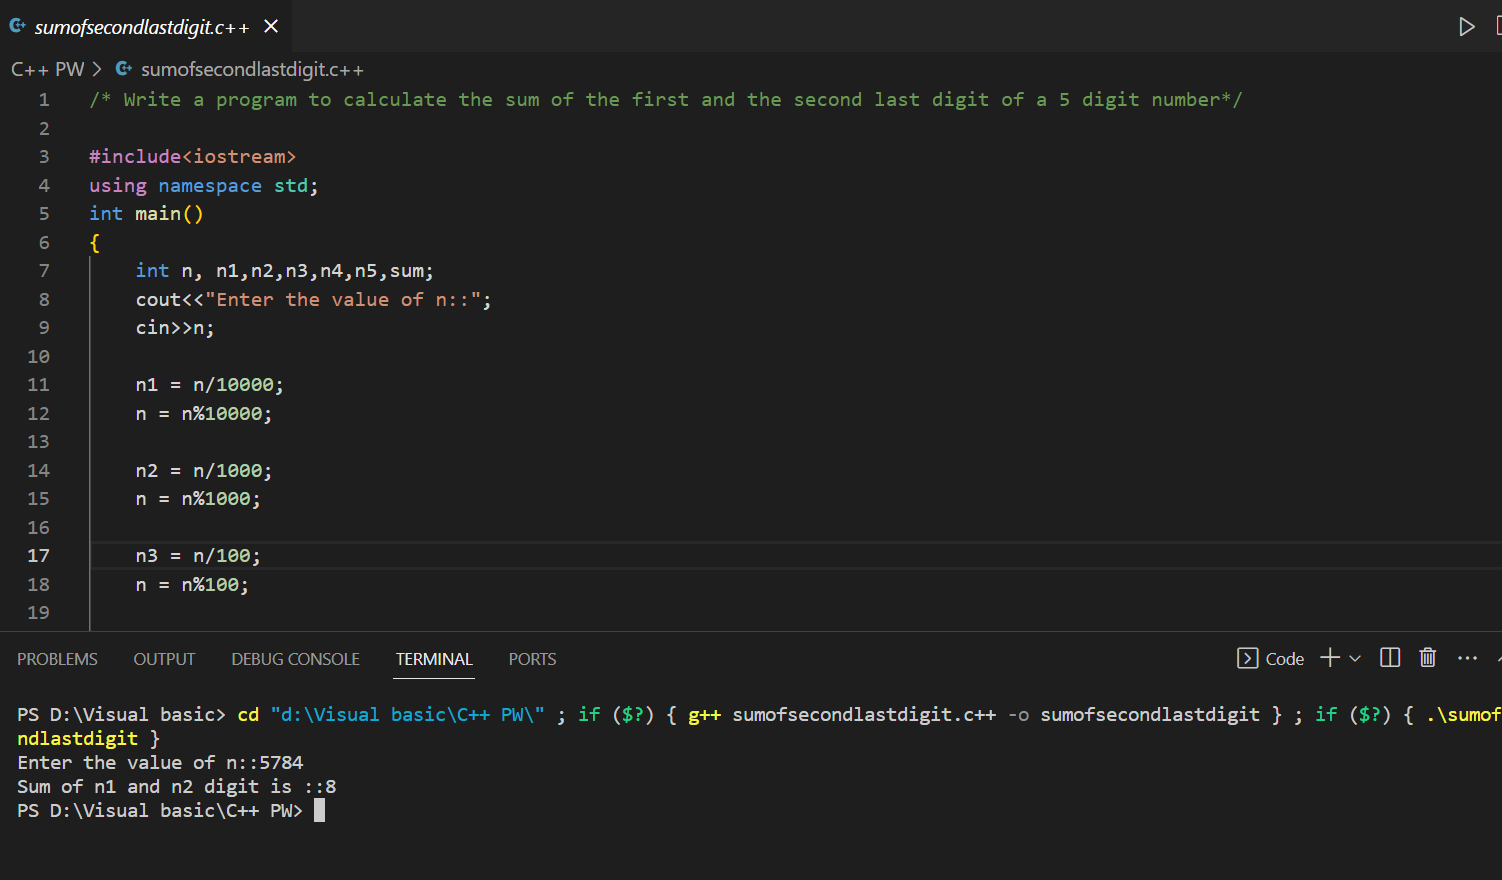 sumofsecondlastdigit.c++
C++ PW > sumofsecondlastdigit.c++
1 /* Write a program to calculate the sum of the first and the second last digit of a 5 digit number*/
2
3 #include<iostream>
4 using namespace std;
5 int main()
6 {
7 int n, n1,n2,n3,n4,n5,sum;
8 cout<<"Enter the value of n::";
9 cin>>n;
10
11 n1 = n/10000;
12 n = n%10000;
13
14 n2 = n/1000;
15 n = n%1000;
16
17 n3 = n/100;
18 n = n%100;
19
PROBLEMS OUTPUT DEBUG CONSOLE TERMINAL PORTS Code
PS D:\Visual basic> cd "d:\Visual basic\C++ PW\" ; if ($?) { g++ sumofsecondlastdigit.c++ -o sumofsecondlastdigit } ; if ($?) { .\sumof
ndlastdigit }
Enter the value of n::5784
Sum of n1 and n2 digit is ::8
PS D:\Visual basic\C++ PW>